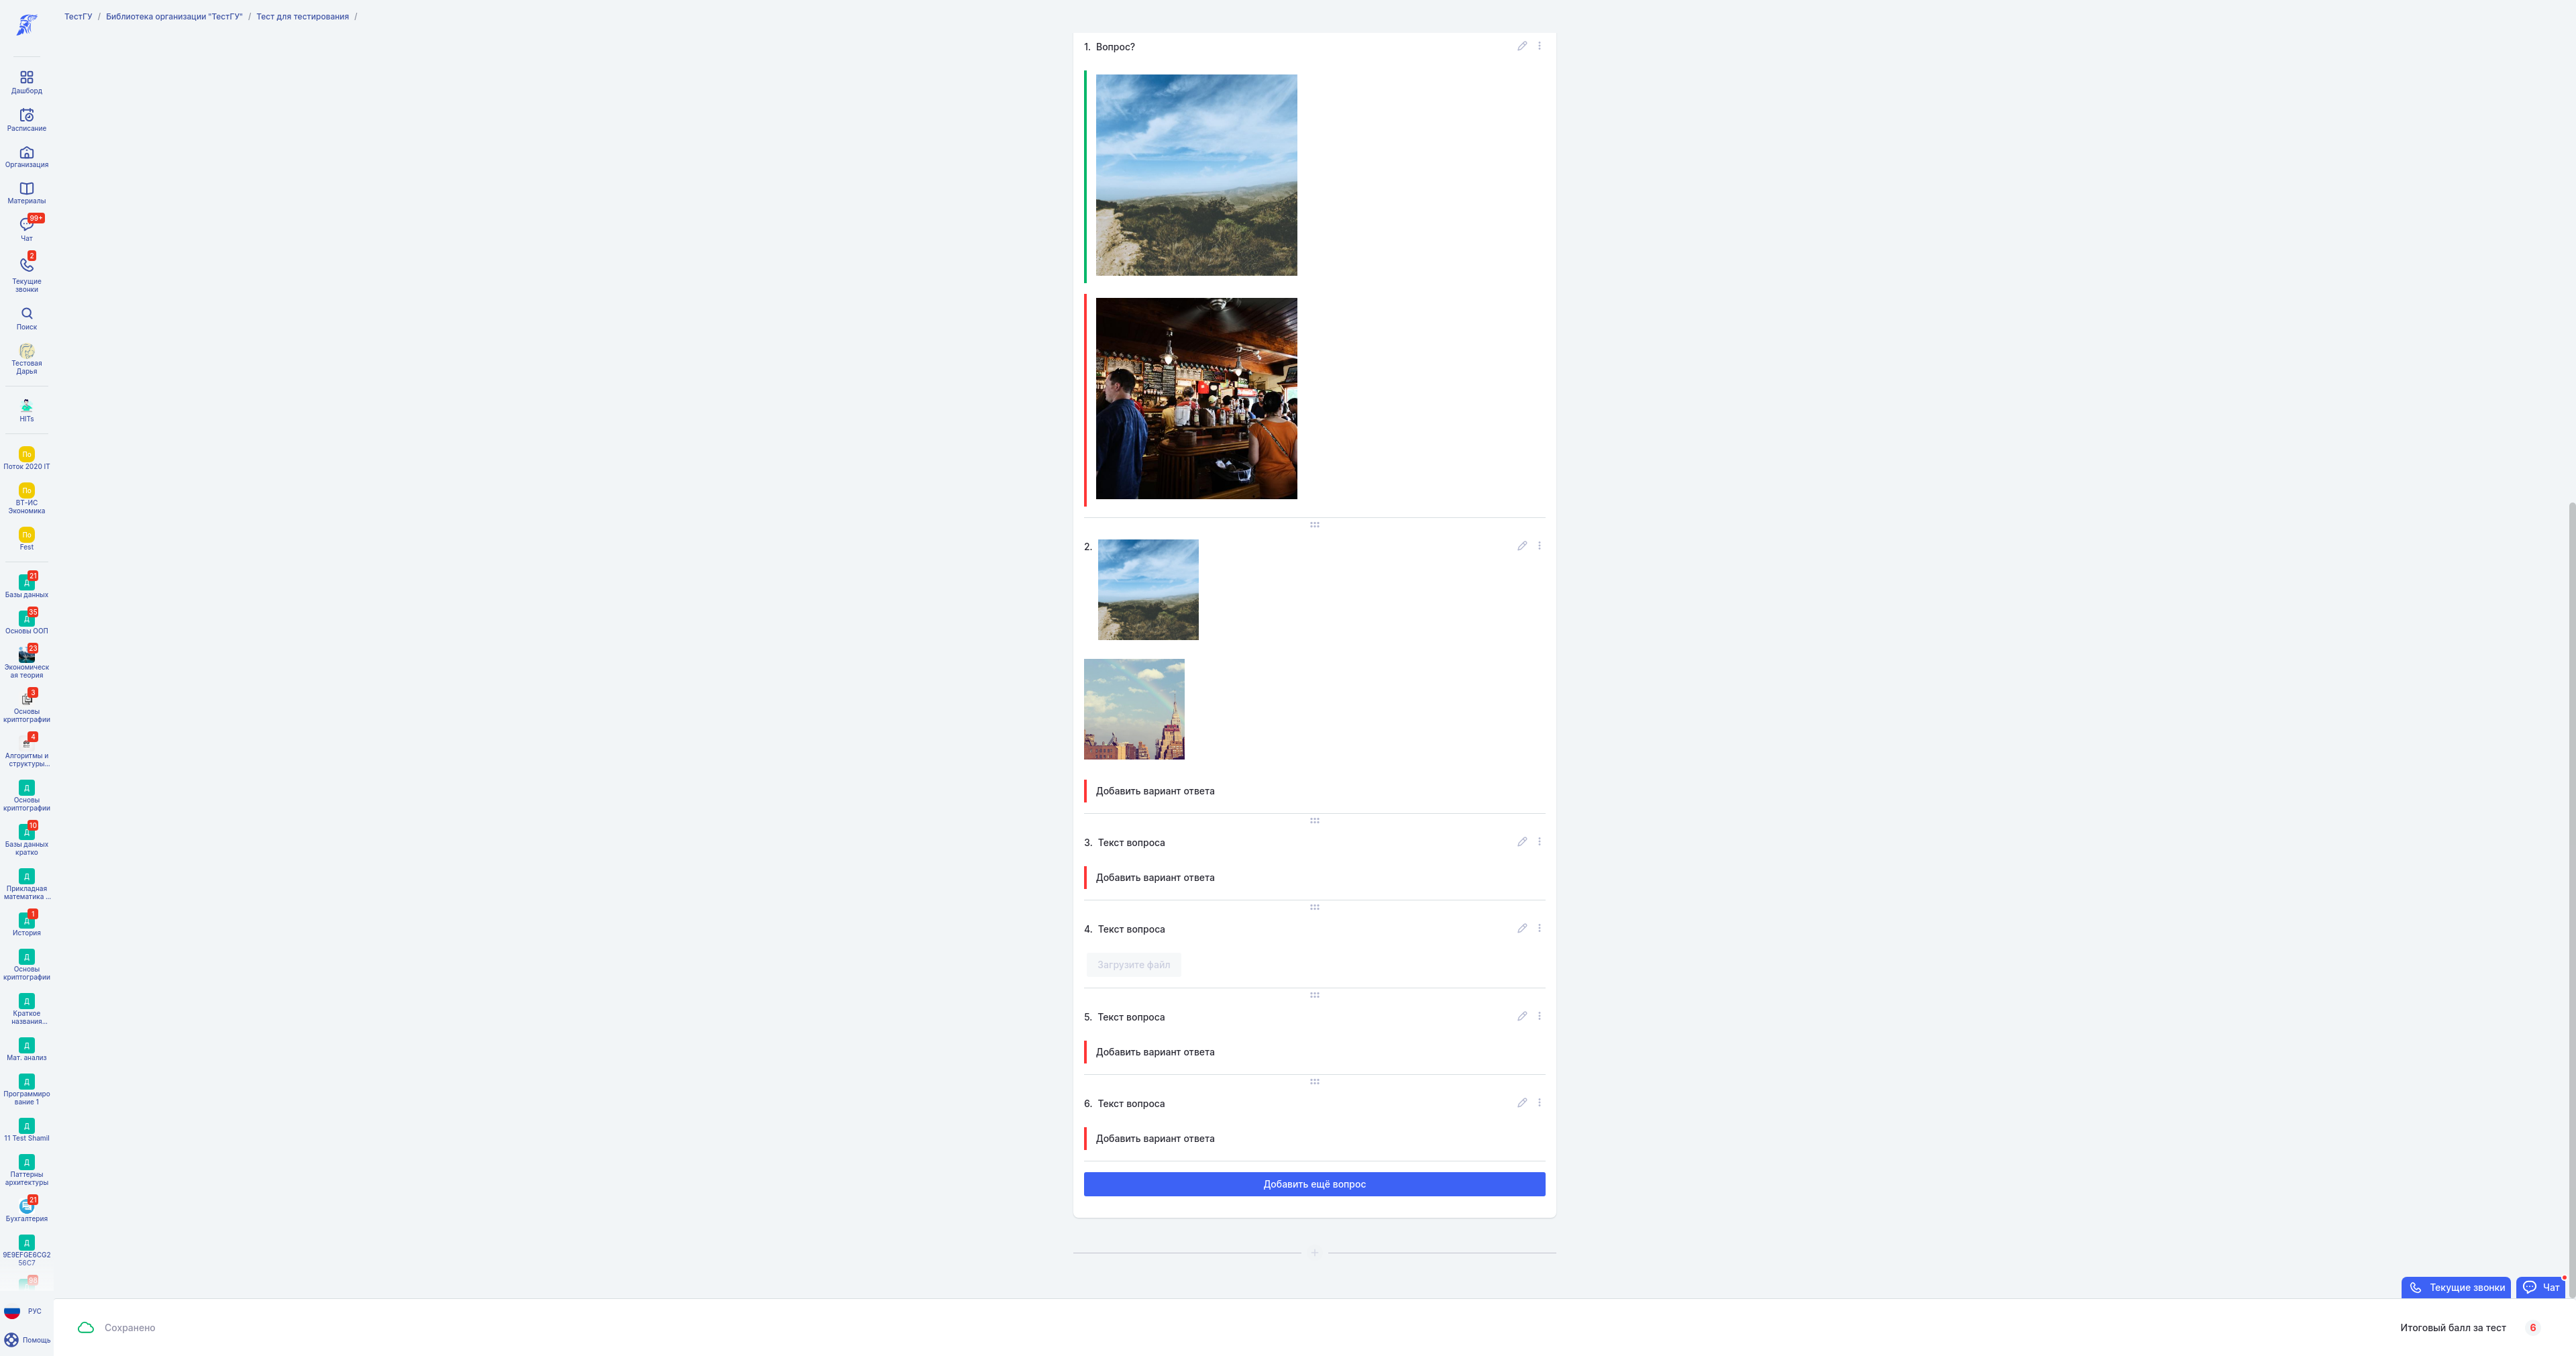 ТестГУ / Библиотека организации "ТестГУ" / Тест для тестирования /
Дашборд
Расписание
Организация
Материалы
99+
Чат
2
Текущие
звонки
Поиск
Тестовая
Дарья
HITs
По
Поток 2020 IT
По
ВТ-ИС
Экономика
По
Fest
21
Д
Базы данных
35
Д
Основы ООП
23
Экономическ
ая теория
3
Основы
криптографии
4
Алгоритмы и
структуры...
Д
Основы
криптографии
10
Д
Базы данных
кратко
Д
Прикладная
математика ...
1
Д
История
Д
Основы
криптографии
Д
Краткое
названия...
Д
Мат. анализ
Д
Программиро
вание 1
Д
11 Test Shamil
Д
Паттерны
архитектуры
21
Бухгалтерия
Д
9E9EFGE6CG2
56C7
РУС
Помощь
1. Вопрос?
2.
Добавить вариант ответа
3. Текст вопроса
Добавить вариант ответа
4. Текст вопроса
Загрузите файл
5. Текст вопроса
Добавить вариант ответа
6. Текст вопроса
Добавить вариант ответа
Добавить ещё вопрос
Текущие звонки
Чат
Сохранено
Итоговый балл за тест 6